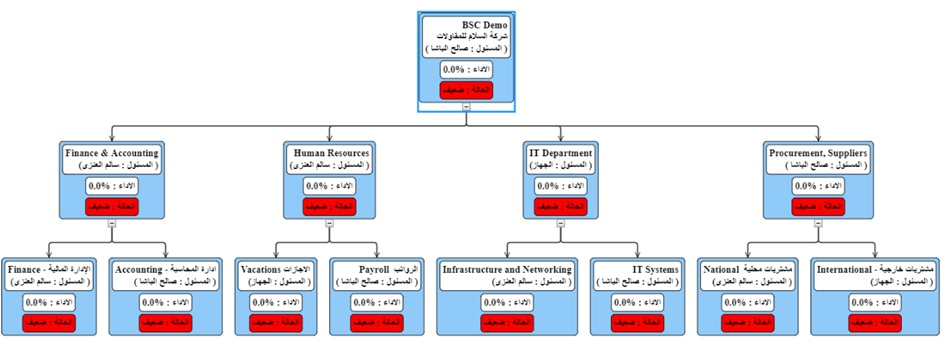 BSC Demo
شركة السلام للمقاولات
( المسئول : صالح الباشا )
الاداء : 0.0%
الحالة : ضعيف
Finance & Accounting
( المسئول : سالم العنزى)
الاداء : 0.0%
الحالة : ضعيف
Human Resources
( المسئول : سالم العنزى)
الاداء : 0.0%
الحالة : ضعيف
IT Department
( المسئول : الجهاز)
الاداء : 0.0%
الحالة : ضعيف
Procurement, Suppliers
( المسئول : صالح الباشا )
الاداء : 0.0%
الحالة : ضعيف
Finance - الإدارة المالية
( المسئول : سالم العنزى)
الاداء : 0.0%
الحالة : ضعيف
Accounting - ادارة المحاسبة
( المسئول : صالح الباشا )
الاداء : 0.0%
الحالة : ضعيف
Vacations الاجازات
( المسئول : الجهاز)
الاداء : 0.0%
الحالة : ضعيف
Payroll الرواتب
( المسئول : صالح الباشا )
الاداء : 0.0%
الحالة : ضعيف
Infrastructure and Networking
( المسئول : سالم العنزى)
الاداء : 0.0%
الحالة : ضعيف
IT Systems
( المسئول : صالح الباشا )
الاداء : 0.0%
الحالة : ضعيف
National مشتريات محلية
( المسئول : سالم العنزى)
الاداء : 0.0%
الحالة : ضعيف
International - مشتريات خارجية
( المسئول : الجهاز)
الاداء : 0.0%
الحالة : ضعيف